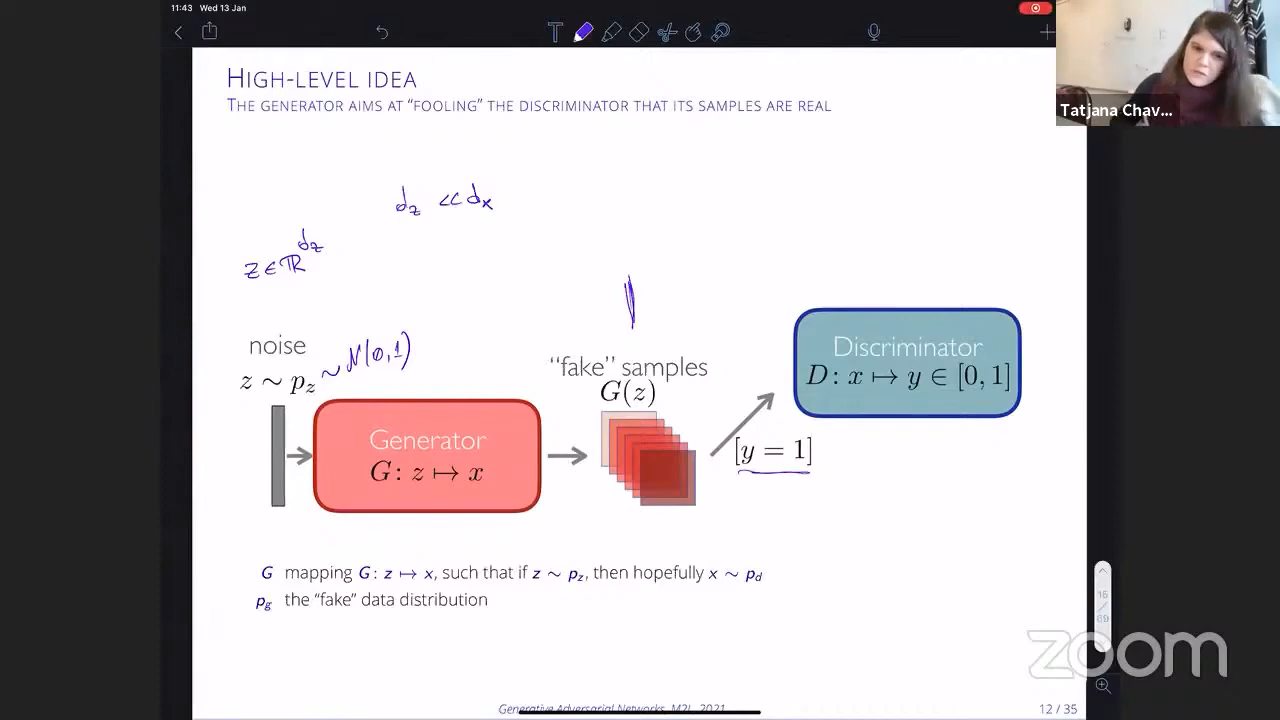 11:43 Wed 13 Jan
Tatjana Chav...
HIGH-LEVEL IDEA
THE GENERATOR AIMS AT “FOOLING” THE DISCRIMINATOR THAT ITS SAMPLES ARE REAL
d_z << d_x
z ∈ ℝ^{d_z}
noise
z ∼ p_z ∼ N(0,1)
Generator
G: z ↦ x
“fake” samples
G(z)
[y = 1]
Discriminator
D: x ↦ y ∈ [0, 1]
G mapping G: z ↦ x, such that if z ∼ p_z, then hopefully x ∼ p_d
p_g the “fake” data distribution
16
/
69
zoom
Generative Adversarial Networks, M2L, 2021
12 / 35